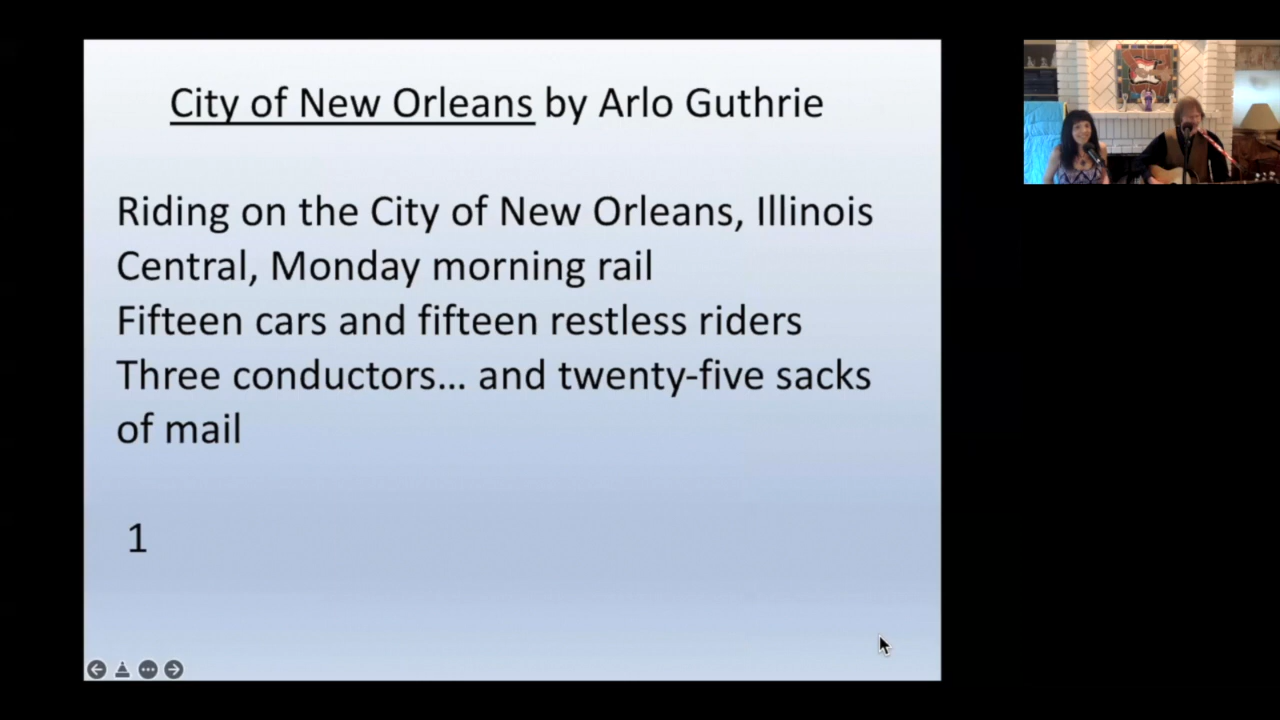 City of New Orleans by Arlo Guthrie
Riding on the City of New Orleans, Illinois
Central, Monday morning rail
Fifteen cars and fifteen restless riders
Three conductors… and twenty-five sacks
of mail
1